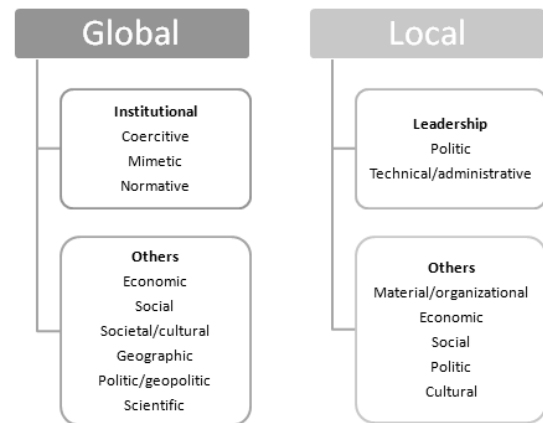 Global
Institutional
Coercitive
Mimetic
Normative
Others
Economic
Social
Societal/cultural
Geographic
Politic/geopolitic
Scientific
Local
Leadership
Politic
Technical/administrative
Others
Material/organizational
Economic
Social
Politic
Cultural